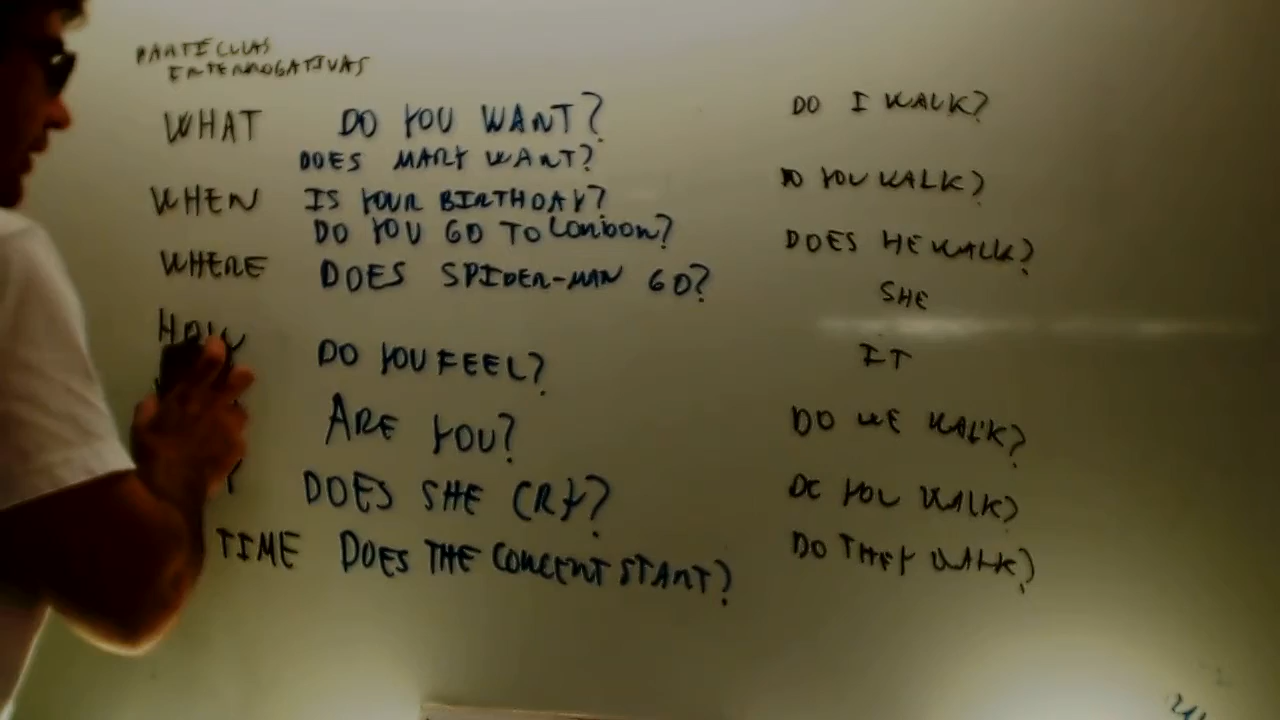 PARTÍCULAS
INTERROGATIVAS
WHAT DO YOU WANT?
DOES MARY WANT?
WHEN IS YOUR BIRTHDAY?
DO YOU GO TO LONDON?
WHERE DOES SPIDER-MAN GO?
HOW
DO YOU FEEL?
ARE YOU?
DOES SHE CRY?
TIME DOES THE CONCERT START?
DO I WALK?
DO YOU WALK?
DOES HE WALK?
SHE
IT
DO WE WALK?
DO YOU WALK?
DO THEY WALK?